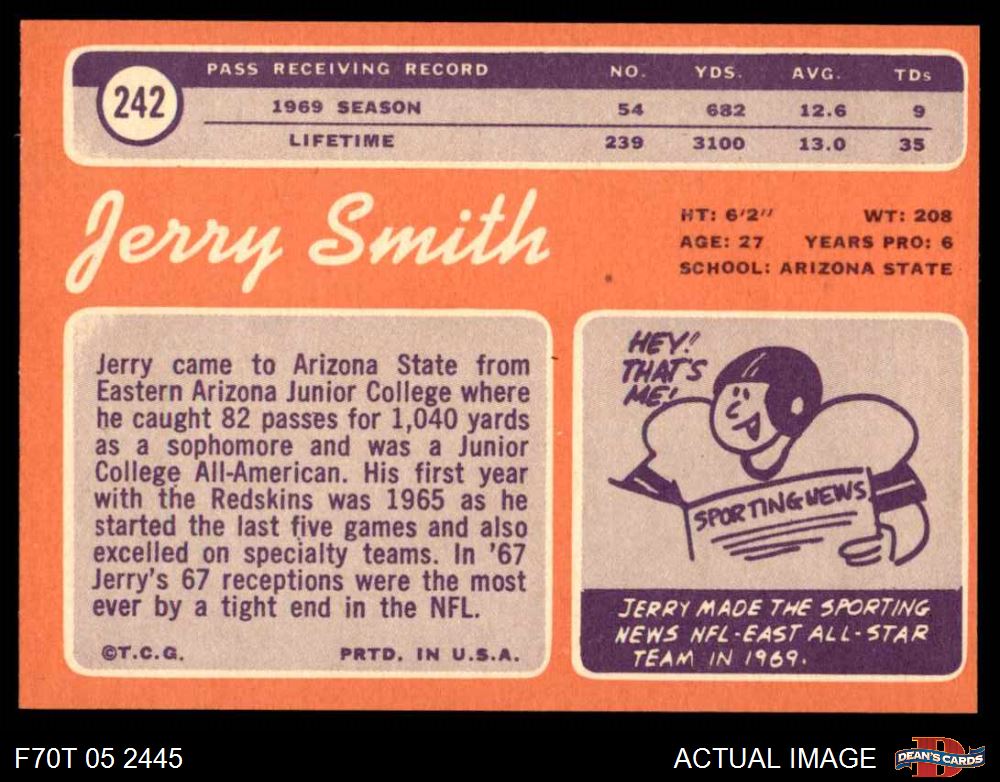 242
PASS RECEIVING RECORD NO. YDS. AVG. TDs
1969 SEASON 54 682 12.6 9
LIFETIME 239 3100 13.0 35
Jerry Smith
HT: 6'2" WT: 208
AGE: 27 YEARS PRO: 6
SCHOOL: ARIZONA STATE
Jerry came to Arizona State from
Eastern Arizona Junior College where
he caught 82 passes for 1,040 yards
as a sophomore and was a Junior
College All-American. His first year
with the Redskins was 1965 as he
started the last five games and also
excelled on specialty teams. In '67
Jerry's 67 receptions were the most
ever by a tight end in the NFL.
©T.C.G. PRTD. IN U.S.A.
HEY!
THAT'S
ME!
SPORTING NEWS
JERRY MADE THE SPORTING
NEWS NFL-EAST ALL-STAR
TEAM IN 1969.
F70T 05 2445
ACTUAL IMAGE
D
DEAN'S CARDS